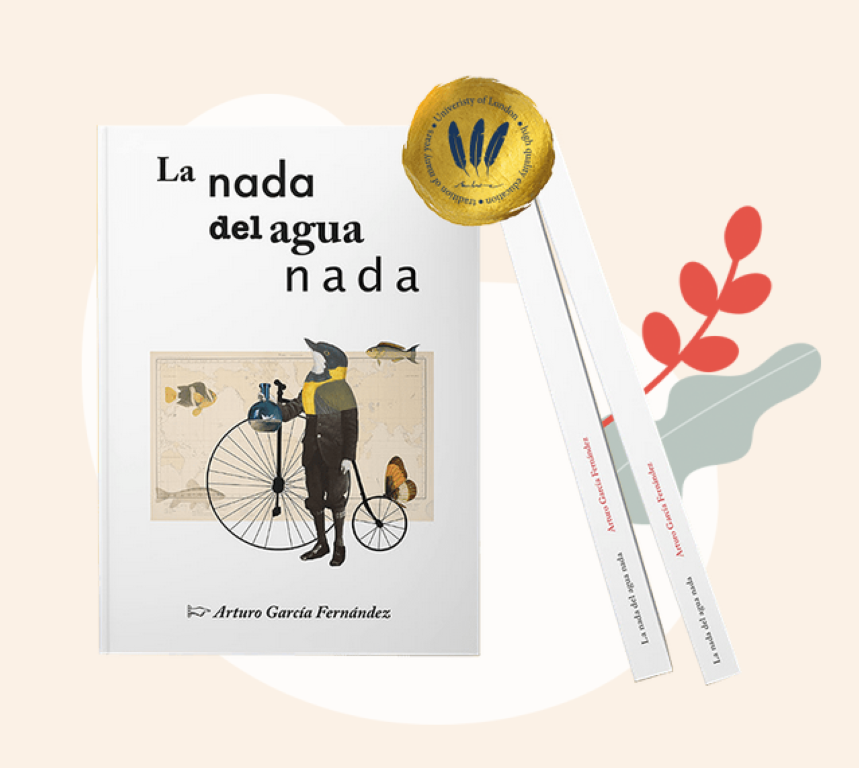 La nada
del agua
nada
Univeristy of London • high quality education • tradition of many years •
Arturo García Fernández
Arturo García Fernández
La nada del agua nada
Arturo García Fernández
La nada del agua nada